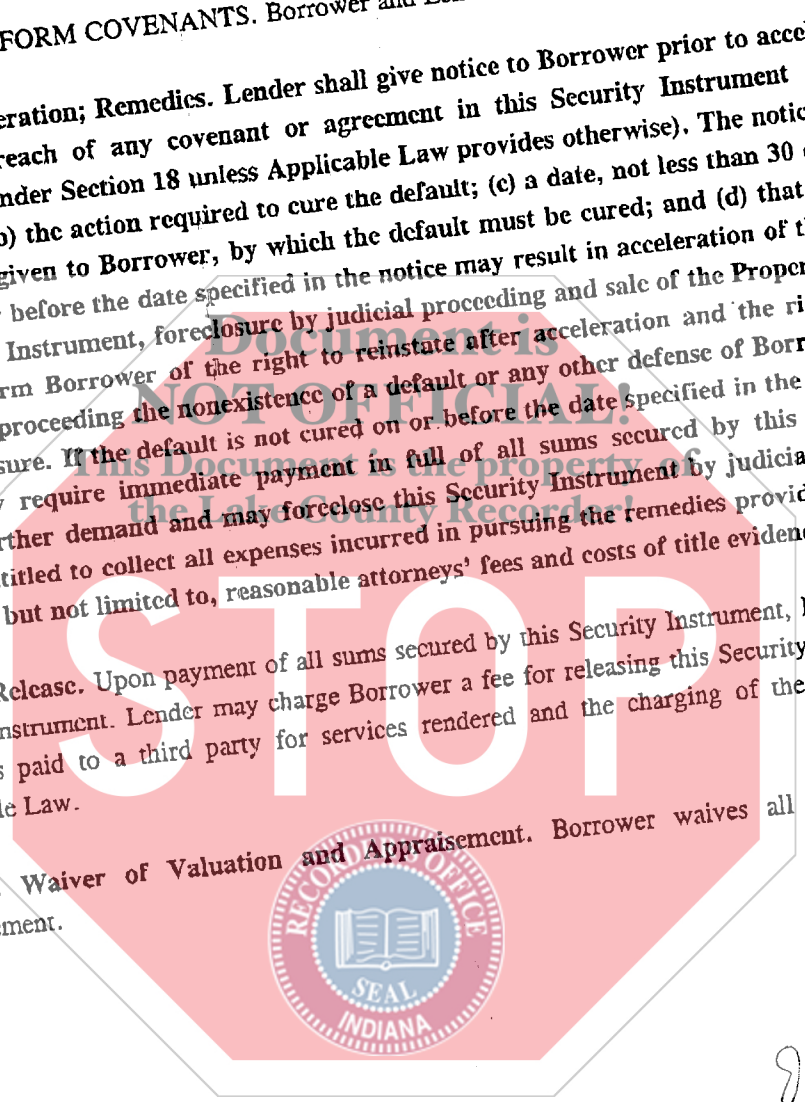 FORM COVENANTS. Borrower and
eration; Remedies. Lender shall give notice to Borrower prior to acce
reach of any covenant or agreement in this Security Instrument
nder Section 18 unless Applicable Law provides otherwise). The notic
b) the action required to cure the default; (c) a date, not less than 30
given to Borrower, by which the default must be cured; and (d) that
before the date specified in the notice may result in acceleration of t
Instrument, foreclosure by judicial proceeding and sale of the Proper
rm Borrower of the right to reinstate after acceleration and the ri
proceeding the nonexistence of a default or any other defense of Borr
sure. If the default is not cured on or before the date specified in the
y require immediate payment in full of all sums secured by this
rther demand and may foreclose this Security Instrument by judicia
titled to collect all expenses incurred in pursuing the remedies provid
but not limited to, reasonable attorneys' fees and costs of title eviden
Release. Upon payment of all sums secured by this Security Instrument,
nstrument. Lender may charge Borrower a fee for releasing this Security
s paid to a third party for services rendered and the charging of the
le Law.
. Waiver of Valuation and Appraisement. Borrower waives all
ement.
Document is
NOT OFFICIAL!
This Document is the property of
the Lake County Recorder!
STOP
RECORDER'S OFFICE
SEAL
INDIANA